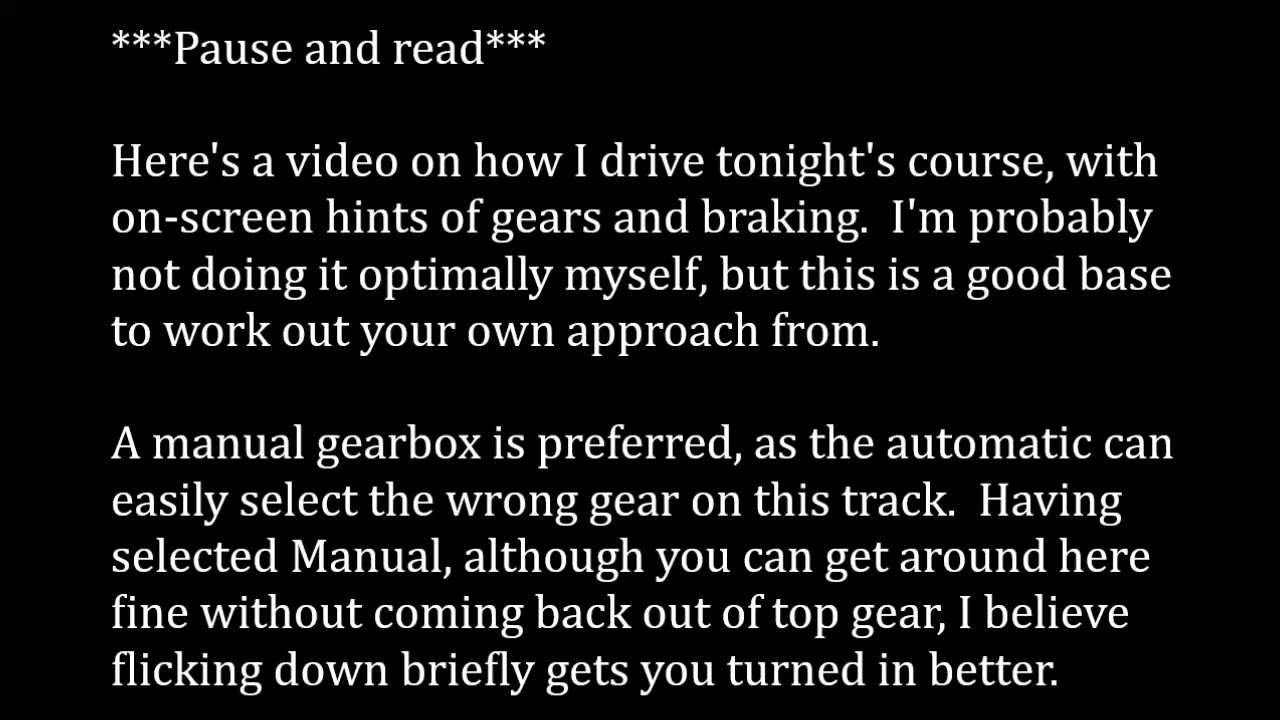 ***Pause and read***
Here's a video on how I drive tonight's course, with
on-screen hints of gears and braking.  I'm probably
not doing it optimally myself, but this is a good base
to work out your own approach from.
A manual gearbox is preferred, as the automatic can
easily select the wrong gear on this track.  Having
selected Manual, although you can get around here
fine without coming back out of top gear, I believe
flicking down briefly gets you turned in better.